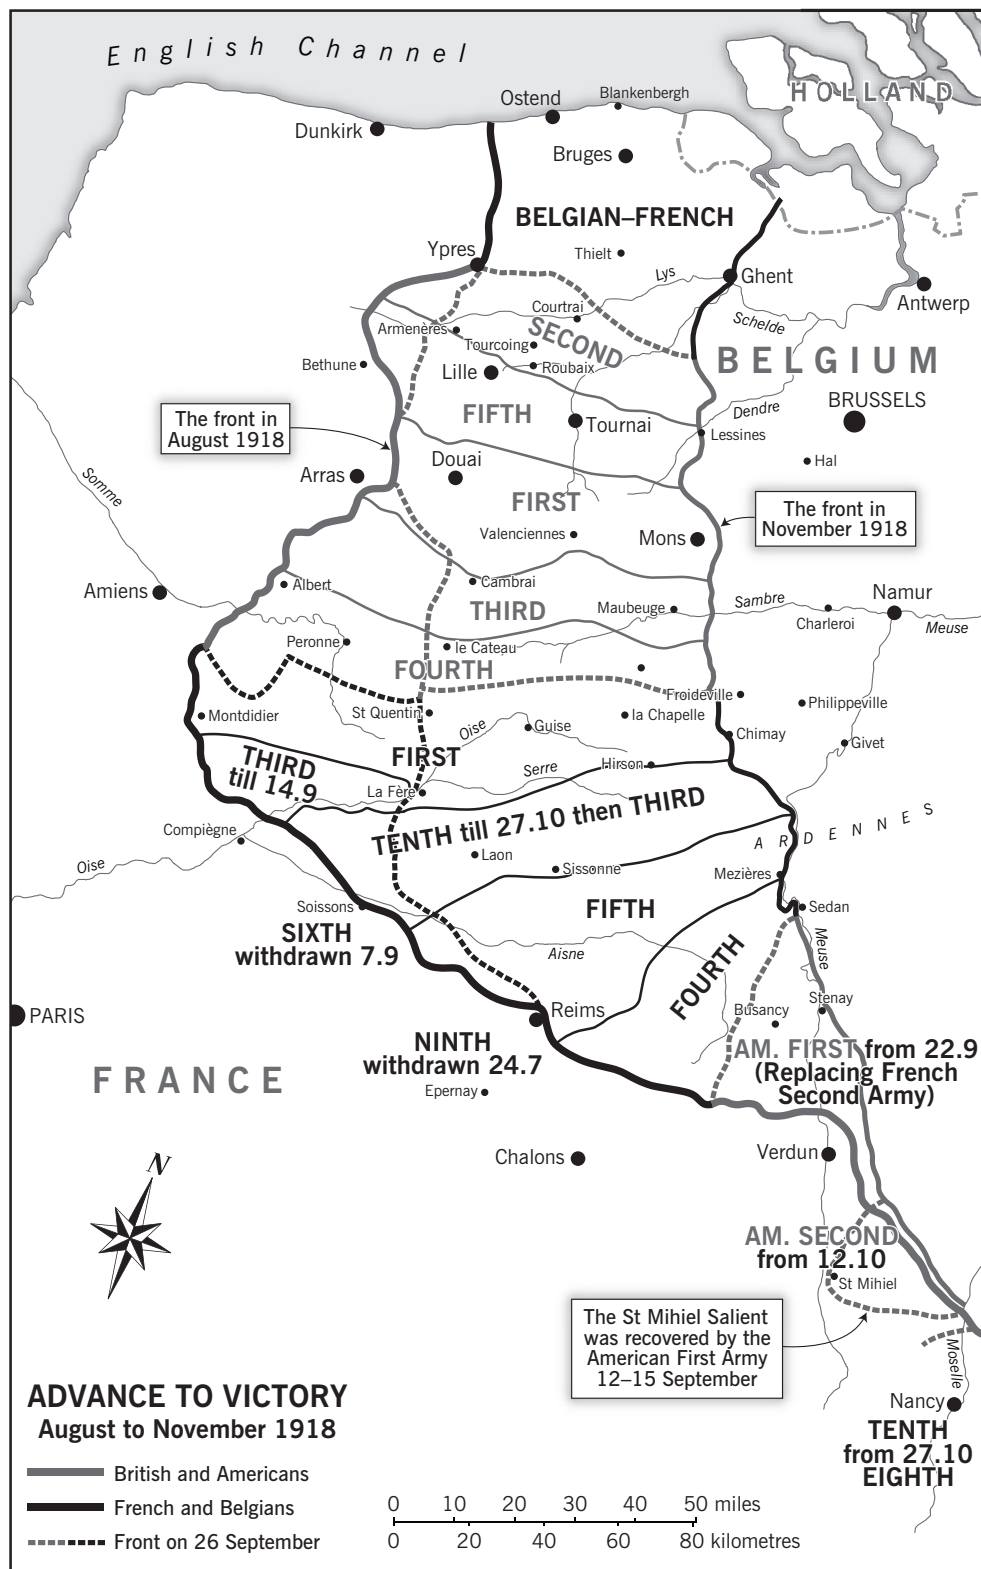 English Channel
HOLLAND
Ostend
Blankenbergh
Dunkirk
Bruges
BELGIAN–FRENCH
Ypres
Thielt
Lys
Ghent
Antwerp
Courtrai
Schelde
Armenères
SECOND
Tourcoing
BELGIUM
Bethune
Lille
Roubaix
BRUSSELS
The front in
August 1918
FIFTH
Tournai
Dendre
Lessines
Hal
Somme
Arras
Douai
FIRST
The front in
November 1918
Valenciennes
Mons
Amiens
Albert
Cambrai
THIRD
Maubeuge
Sambre
Namur
Charleroi
Meuse
Peronne
le Cateau
FOURTH
Froideville
Philippeville
Montdidier
St Quentin
Oise
Guise
la Chapelle
Chimay
Givet
THIRD
till 14.9
FIRST
Serre
Hirson
La Fère
TENTH till 27.10 then THIRD
ARDENNES
Compiègne
Oise
Laon
Sissonne
Mezières
Soissons
FIFTH
Sedan
SIXTH
withdrawn 7.9
Aisne
FOURTH
Meuse
PARIS
Reims
Busancy
Stenay
NINTH
withdrawn 24.7
AM. FIRST from 22.9
(Replacing French
Second Army)
FRANCE
Epernay
Chalons
Verdun
N
AM. SECOND
from 12.10
St Mihiel
The St Mihiel Salient
was recovered by the
American First Army
12–15 September
Moselle
Nancy
TENTH
from 27.10
EIGHTH
ADVANCE TO VICTORY
August to November 1918
British and Americans
French and Belgians
Front on 26 September
0 10 20 30 40 50 miles
0 20 40 60 80 kilometres